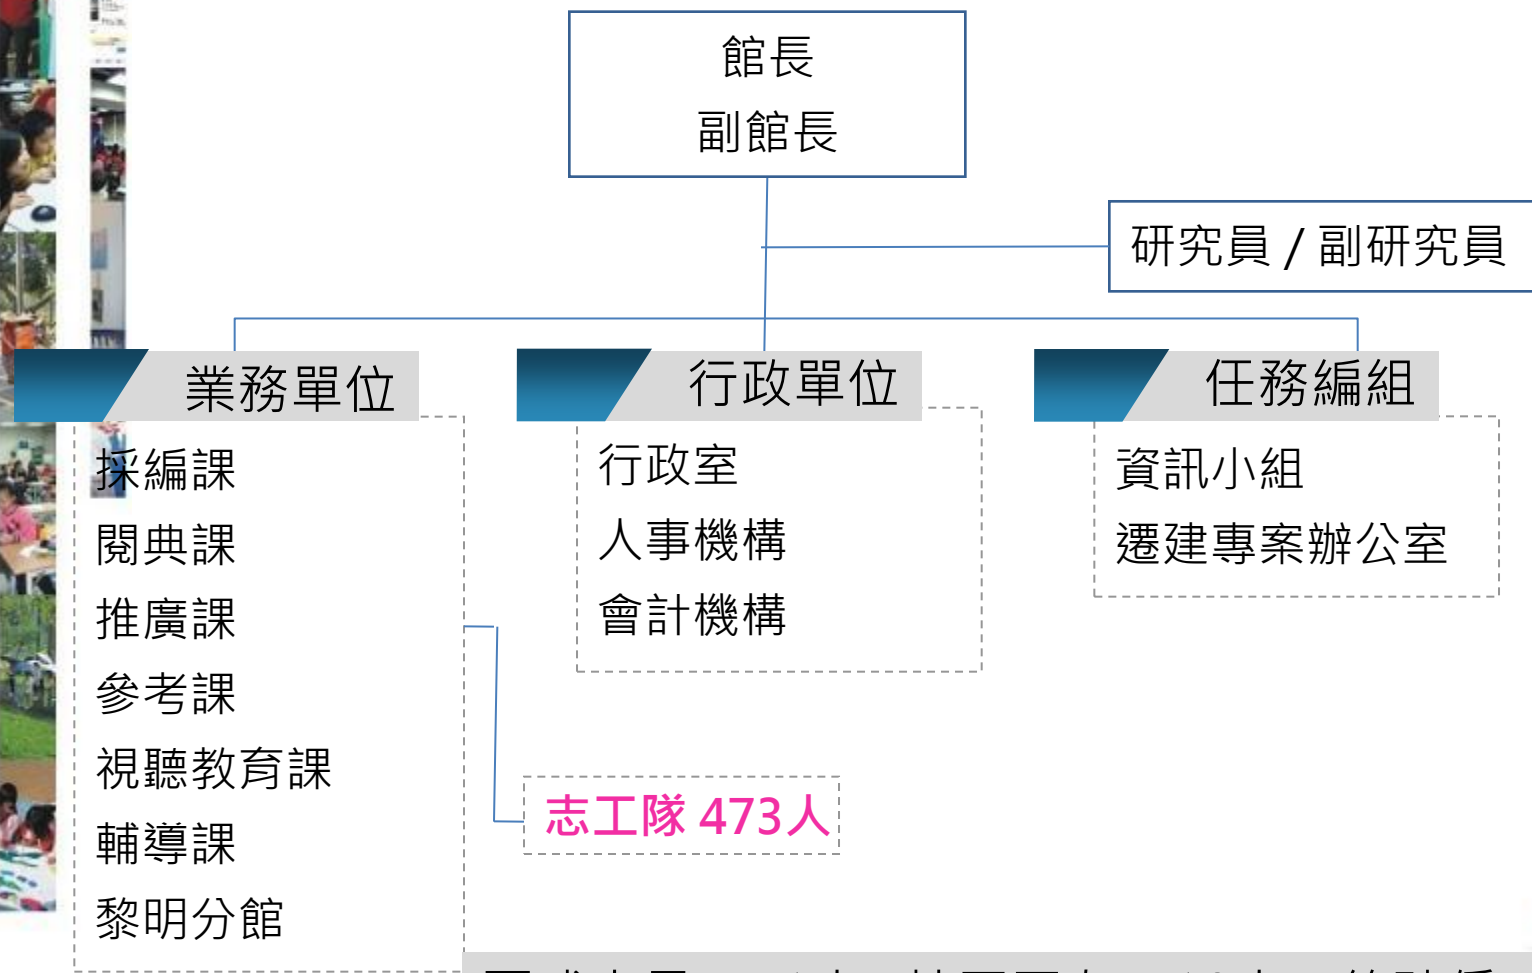 館長
副館長
研究員 / 副研究員
業務單位
採編課
閱典課
推廣課
參考課
視聽教育課
輔導課
黎明分館
行政單位
行政室
人事機構
會計機構
任務編組
資訊小組
遷建專案辦公室
志工隊 473人